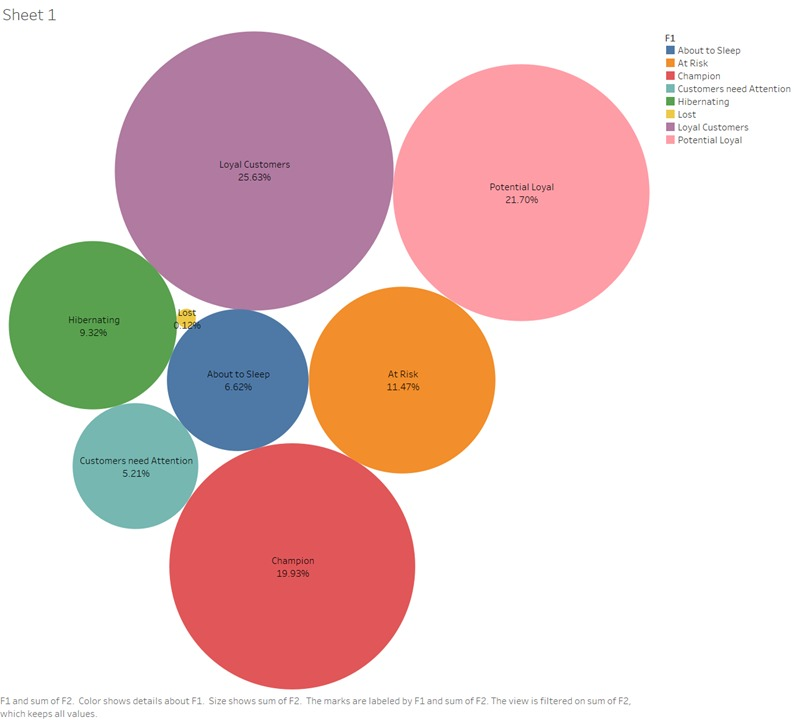 Sheet 1
F1
About to Sleep
At Risk
Champion
Customers need Attention
Hibernating
Lost
Loyal Customers
Potential Loyal
Loyal Customers
25.63%
Potential Loyal
21.70%
Hibernating
9.32%
Lost
0.12%
About to Sleep
6.62%
At Risk
11.47%
Customers need Attention
5.21%
Champion
19.93%
F1 and sum of F2.  Color shows details about F1.  Size shows sum of F2.  The marks are labeled by F1 and sum of F2. The view is filtered on sum of F2,
which keeps all values.